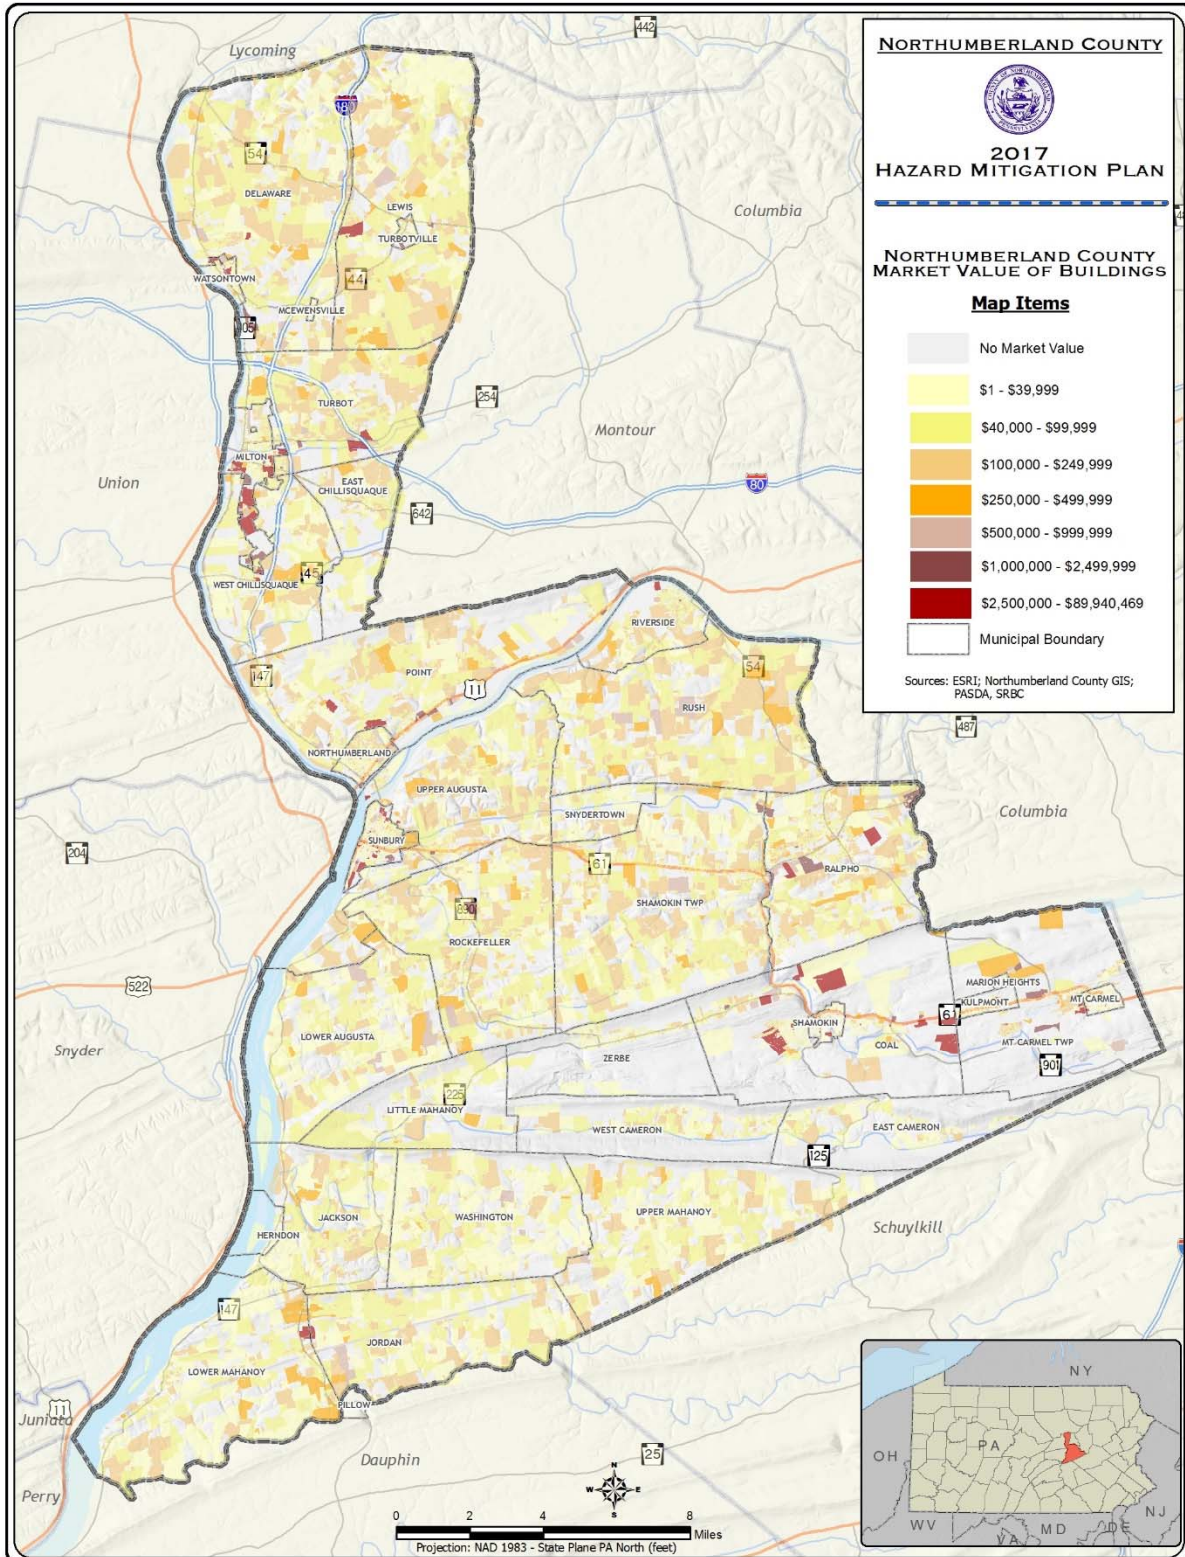 NORTHUMBERLAND COUNTY
COUNTY OF NORTHUMBERLAND
PENNSYLVANIA
2017
HAZARD MITIGATION PLAN
NORTHUMBERLAND COUNTY
MARKET VALUE OF BUILDINGS
Map Items
No Market Value
$1 - $39,999
$40,000 - $99,999
$100,000 - $249,999
$250,000 - $499,999
$500,000 - $999,999
$1,000,000 - $2,499,999
$2,500,000 - $89,940,469
Municipal Boundary
Sources: ESRI; Northumberland County GIS;
PASDA, SRBC
442
Lycoming
180
54
DELAWARE
LEWIS
TURBOTVILLE
Columbia
WATSONTOWN
44
MCEWENSVILLE
405
TURBOT
254
Montour
MILTON
Union
EAST
CHILLISQUAQUE
80
642
WEST CHILLISQUAQUE
45
RIVERSIDE
147
POINT
54
11
RUSH
487
NORTHUMBERLAND
UPPER AUGUSTA
SNYDERTOWN
Columbia
SUNBURY
204
61
RALPHO
SHAMOKIN TWP
890
ROCKEFELLER
522
MARION HEIGHTS
KULPMONT
MT CARMEL
61
SHAMOKIN
LOWER AUGUSTA
COAL
MT CARMEL TWP
Snyder
ZERBE
901
225
LITTLE MAHANOY
WEST CAMERON
EAST CAMERON
125
JACKSON
WASHINGTON
UPPER MAHANOY
HERNDON
Schuylkill
147
JORDAN
LOWER MAHANOY
PILLOW
11
Juniata
Dauphin
25
Perry
N
W
E
S
0 2 4 8
Miles
Projection: NAD 1983 - State Plane PA North (feet)
NY
OH
PA
NJ
WV
MD
DE
VA